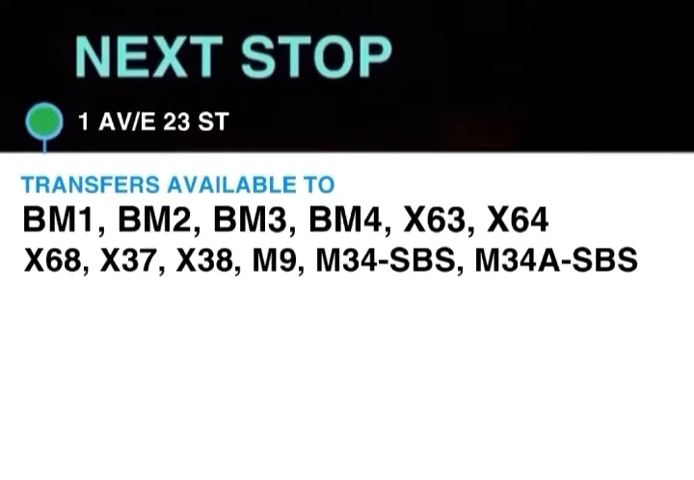 NEXT STOP
1 AV/E 23 ST
TRANSFERS AVAILABLE TO
BM1, BM2, BM3, BM4, X63, X64
X68, X37, X38, M9, M34-SBS, M34A-SBS